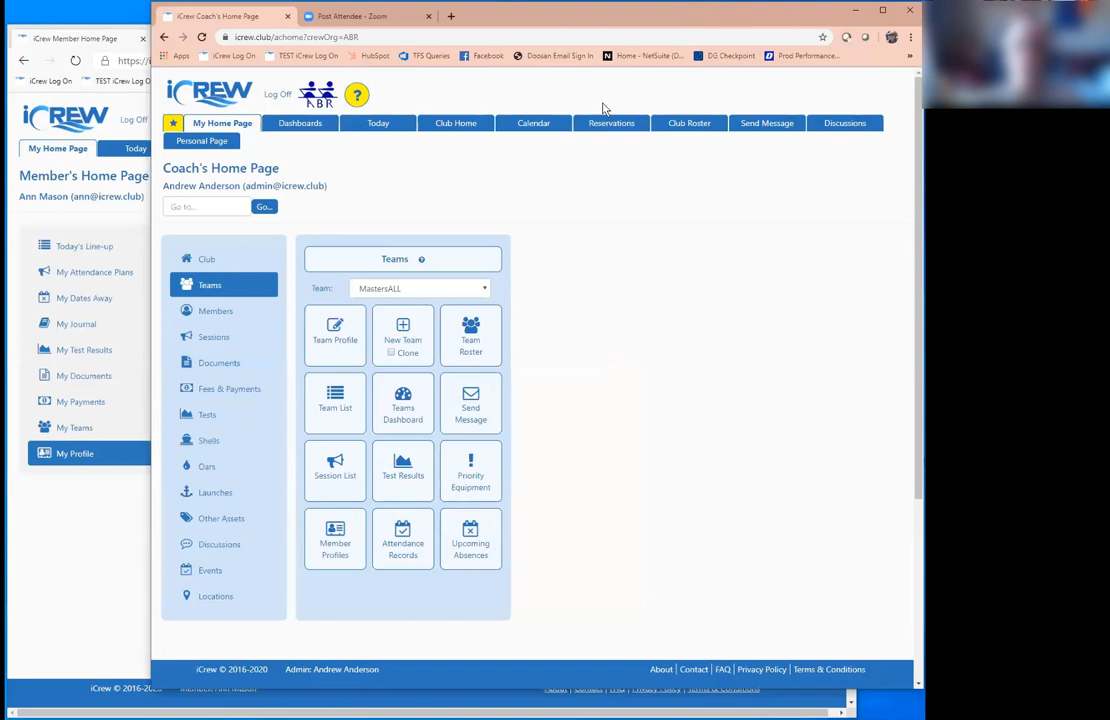 iCrew Coach's Home Page
Post Attendee - Zoom
iCrew Member Home Page
icrew.club/achome?crewOrg=ABR
https://i
Apps
iCrew Log On
TEST iCrew Log On
HubSpot
TFS Queries
Facebook
Doosan Email Sign In
Home - NetSuite (D...
DG Checkpoint
Prod Performance...
iCrew Log On
TEST iCrew Lo
iCREW
Log Off
ABR
?
iCREW
Log Off
My Home Page
Dashboards
Today
Club Home
Calendar
Reservations
Club Roster
Send Message
Discussions
Personal Page
My Home Page
Today
Coach's Home Page
Andrew Anderson (admin@icrew.club)
Go to...
Go...
Member's Home Page
Ann Mason (ann@icrew.club)
Today's Line-up
My Attendance Plans
My Dates Away
My Journal
My Test Results
My Documents
My Payments
My Teams
My Profile
Club
Teams
Members
Sessions
Documents
Fees & Payments
Tests
Shells
Oars
Launches
Other Assets
Discussions
Events
Locations
Teams
Team:
MastersALL
Team Profile
New Team
Clone
Team
Roster
Team List
Teams
Dashboard
Send
Message
Session List
Test Results
Priority
Equipment
Member
Profiles
Attendance
Records
Upcoming
Absences
iCrew © 2016-2020
Admin: Andrew Anderson
About
Contact
FAQ
Privacy Policy
Terms & Conditions
iCrew © 2016-202